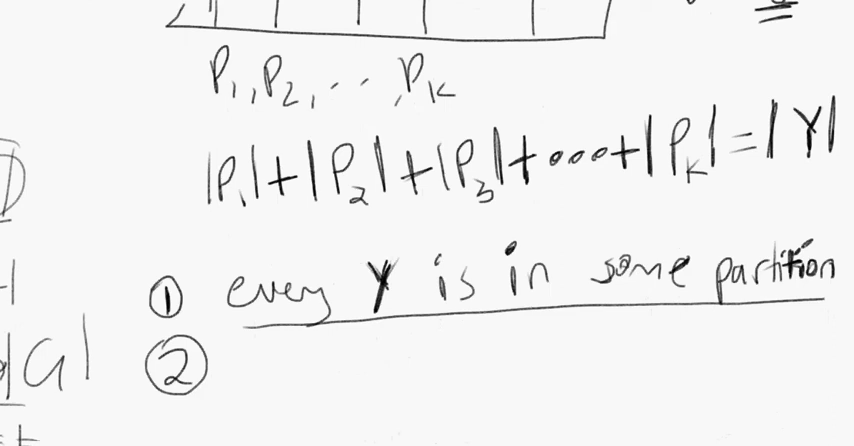 P₁, P₂, ..., Pₖ
|P₁|+|P₂|+|P₃|+...+|Pₖ|=|Y|
① every Y is in some partition
②
|G|